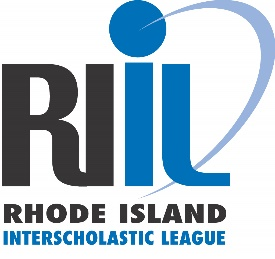 RIIL
RHODE ISLAND
INTERSCHOLASTIC LEAGUE